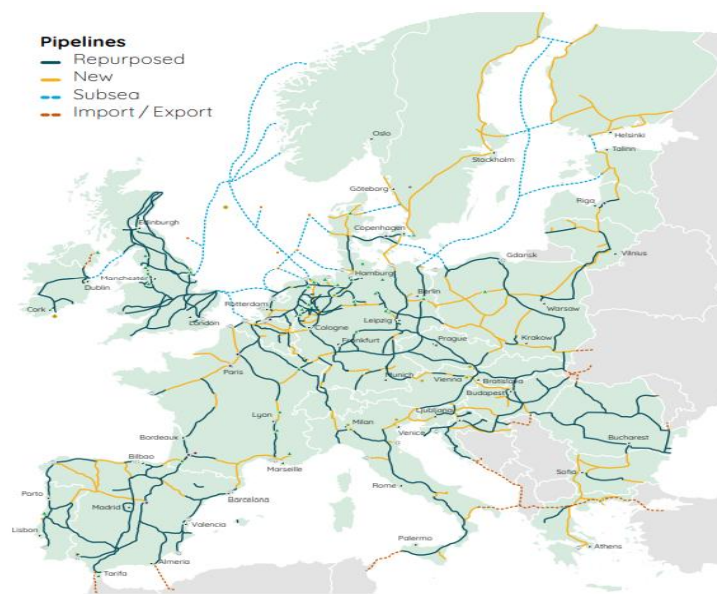 Pipelines
Repurposed
New
Subsea
Import / Export
Oslo
Helsinki
Tallinn
Stockholm
Göteborg
Riga
Edinburgh
Copenhagen
Vilnius
Gdansk
Manchester
Hamburg
Dublin
Berlin
Rotterdam
Warsaw
Cork
London
Leipzig
Cologne
Krakow
Frankfurt
Prague
Paris
Munich
Vienna
Bratislava
Budapest
Lyon
Ljubljana
Milan
Venice
Bordeaux
Bucharest
Bilbao
Marseille
Sofia
Porto
Rome
Barcelona
Madrid
Lisbon
Valencia
Palermo
Athens
Almeria
Tarifa